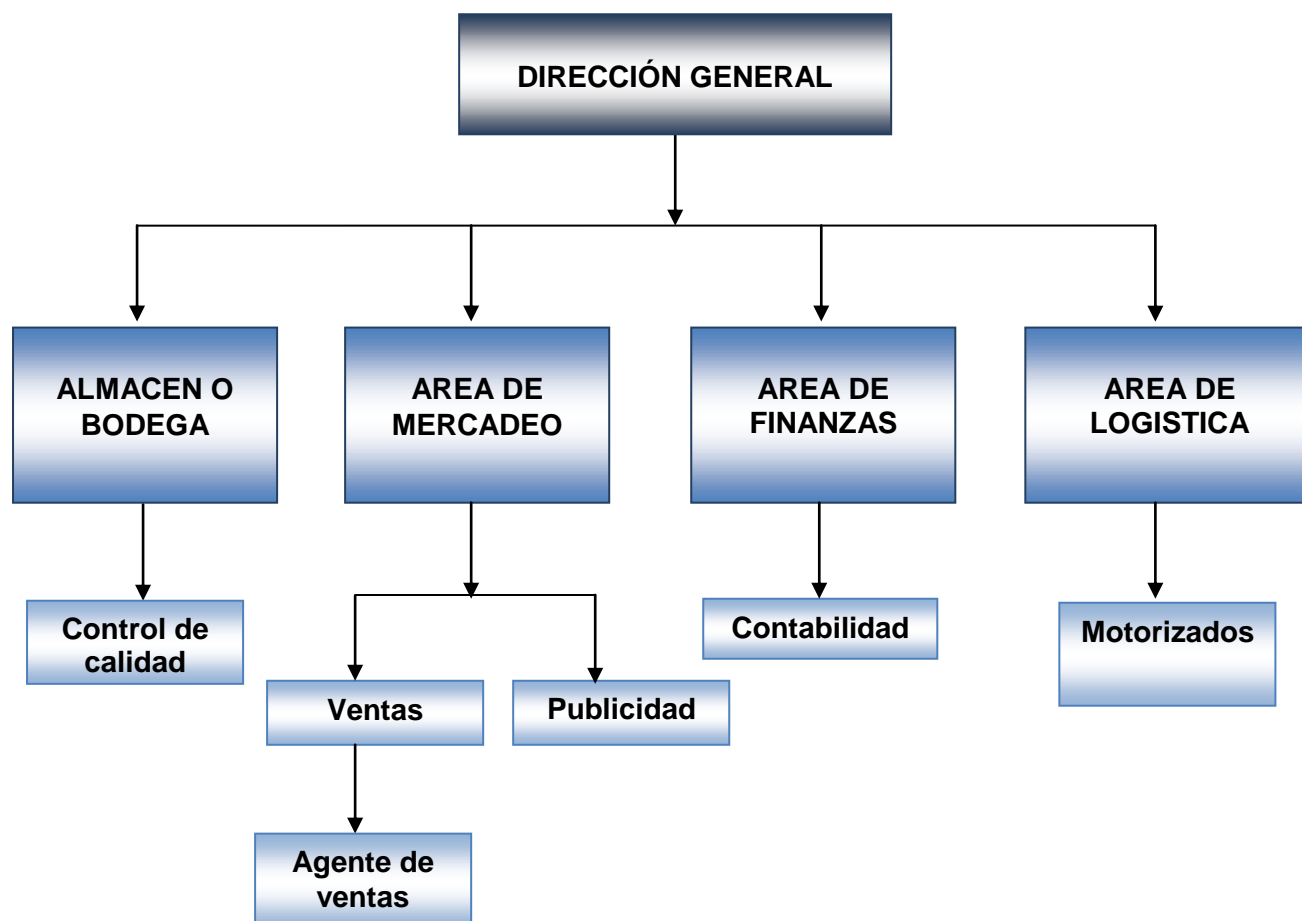 DIRECCIÓN GENERAL
ALMACEN O
BODEGA
AREA DE
MERCADEO
AREA DE
FINANZAS
AREA DE
LOGISTICA
Control de
calidad
Contabilidad
Motorizados
Ventas
Publicidad
Agente de
ventas